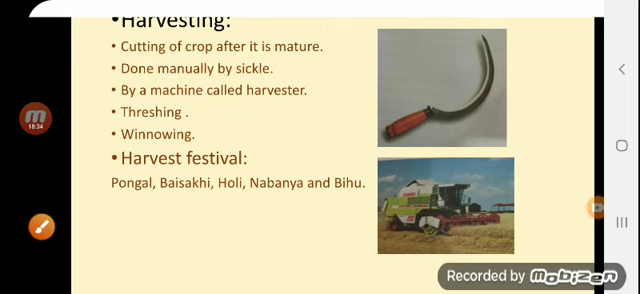 •Harvesting:
• Cutting of crop after it is mature.
• Done manually by sickle.
• By a machine called harvester.
• Threshing .
• Winnowing.
• Harvest festival:
Pongal, Baisakhi, Holi, Nabanya and Bihu.
18:34
Recorded by Mobizen